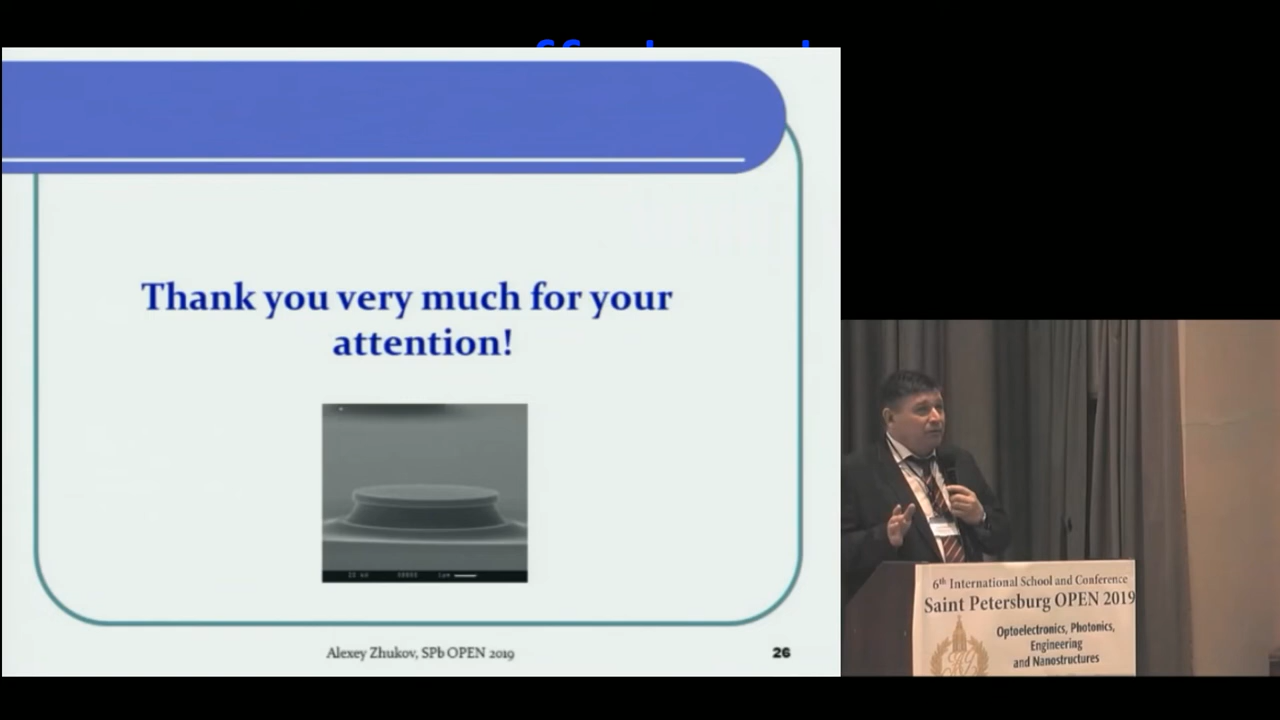 Thank you very much for your
attention!
Alexey Zhukov, SPb OPEN 2019
26
6th International School and Conference
Saint Petersburg OPEN 2019
Optoelectronics, Photonics,
Engineering
and Nanostructures